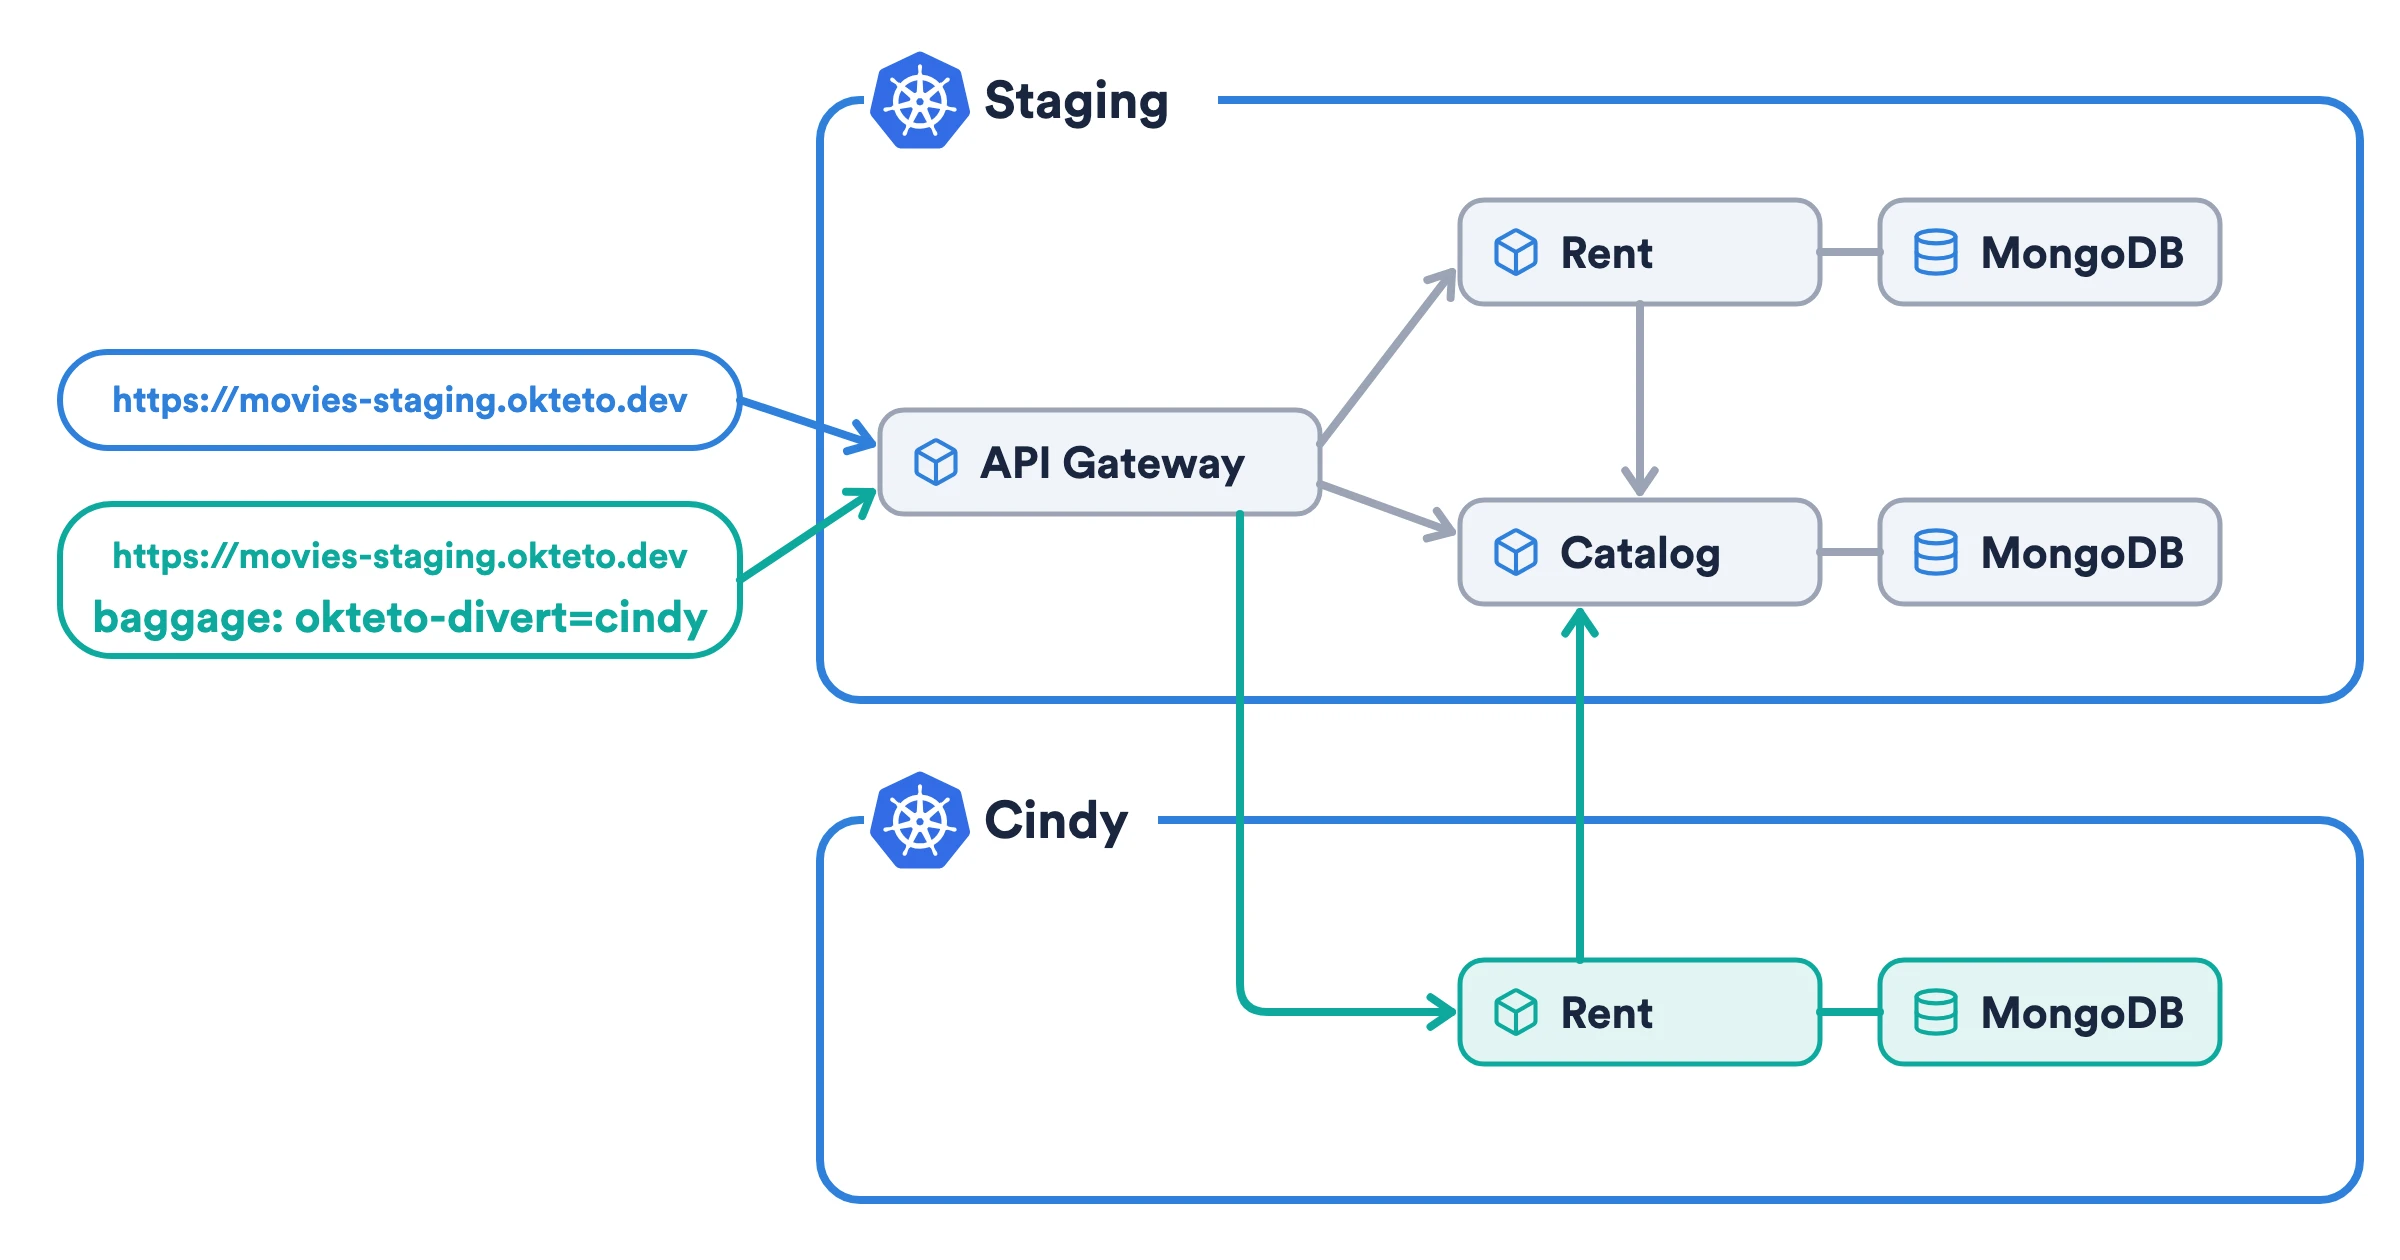 Staging
Rent
MongoDB
https://movies-staging.okteto.dev
API Gateway
https://movies-staging.okteto.dev
baggage: okteto-divert=cindy
Catalog
MongoDB
Cindy
Rent
MongoDB